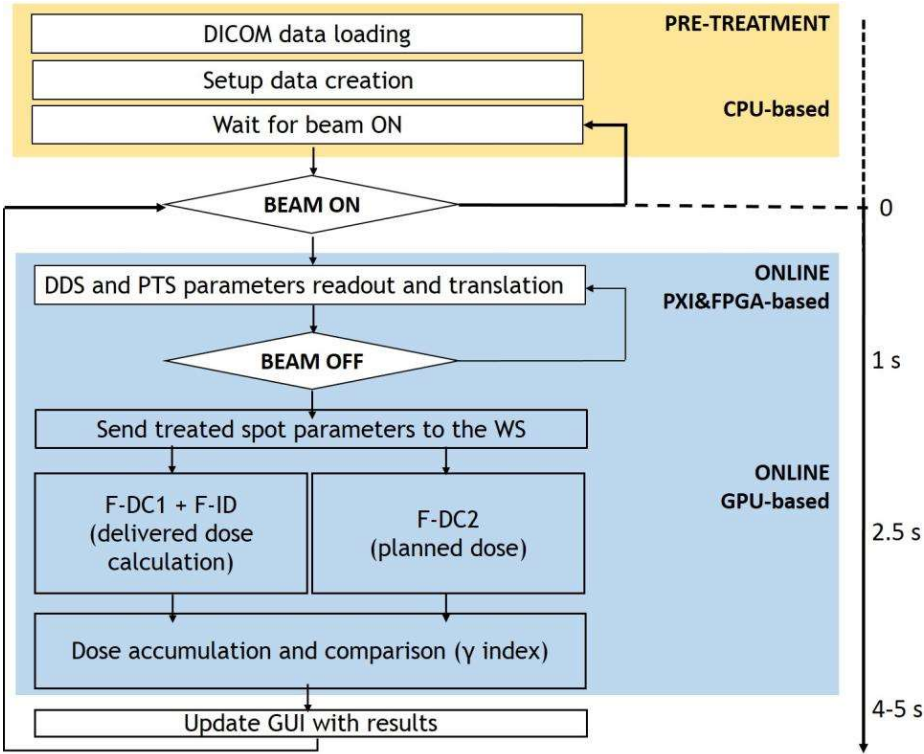 PRE-TREATMENT
DICOM data loading
Setup data creation
CPU-based
Wait for beam ON
BEAM ON
0
ONLINE
PXI&FPGA-based
DDS and PTS parameters readout and translation
BEAM OFF
1 s
Send treated spot parameters to the WS
ONLINE
GPU-based
F-DC1 + F-ID
(delivered dose
calculation)
F-DC2
(planned dose)
2.5 s
Dose accumulation and comparison (γ index)
4-5 s
Update GUI with results